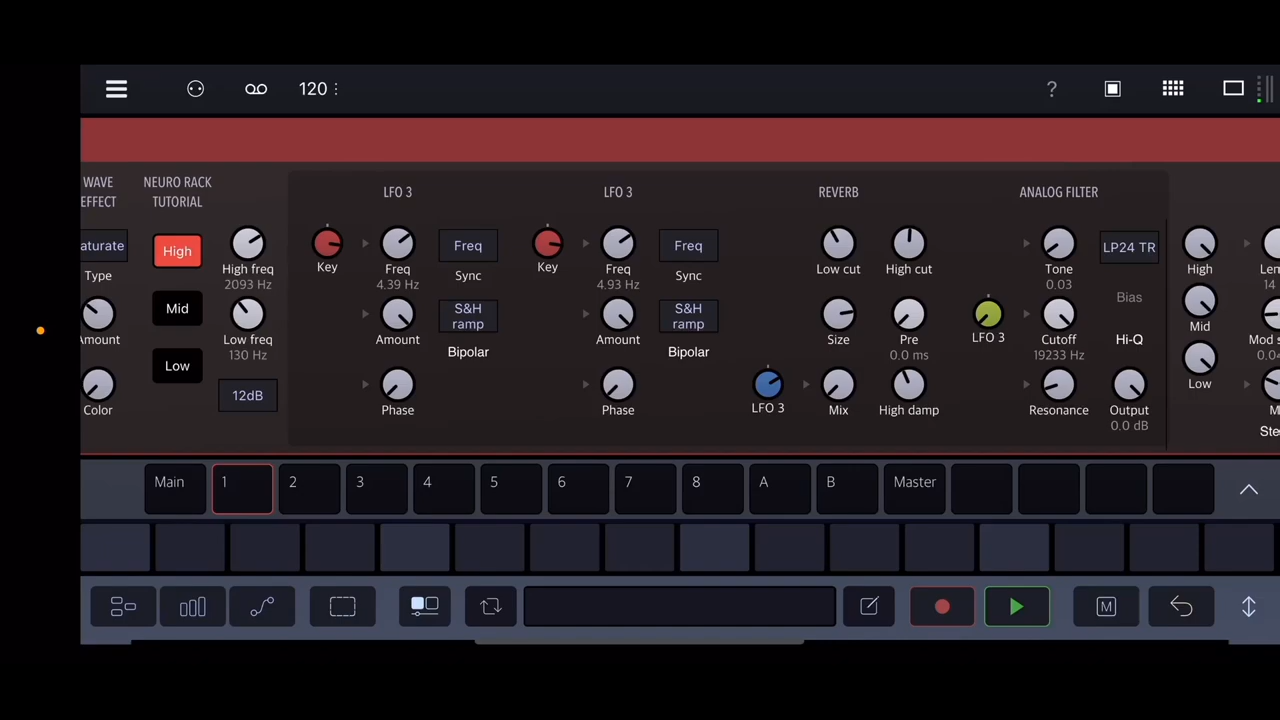 120
?
WAVE
EFFECT
NEURO RACK
TUTORIAL
LFO 3
LFO 3
REVERB
ANALOG FILTER
aturate
Type
Amount
Color
High
Mid
Low
High freq
2093 Hz
Low freq
130 Hz
12dB
Key
Freq
4.39 Hz
Amount
Phase
Freq
Sync
S&H
ramp
Bipolar
Key
Freq
4.93 Hz
Amount
Phase
Freq
Sync
S&H
ramp
Bipolar
LFO 3
Low cut
Size
Mix
High cut
Pre
0.0 ms
High damp
LFO 3
Tone
0.03
Cutoff
19233 Hz
Resonance
LP24 TR
Bias
Hi-Q
Output
0.0 dB
High
Mid
Low
14
Mod s
0.04
M
Ste
Main
1
2
3
4
5
6
7
8
A
B
Master
M